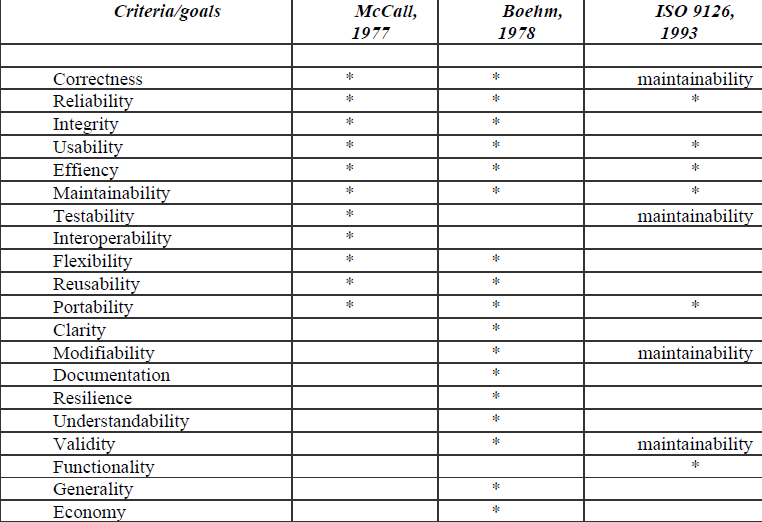 Criteria/goals McCall, 1977 Boehm, 1978 ISO 9126, 1993
Correctness * * maintainability
Reliability * * *
Integrity * *
Usability * * *
Effiency * * *
Maintainability * * *
Testability * maintainability
Interoperability *
Flexibility * *
Reusability * *
Portability * * *
Clarity *
Modifiability * maintainability
Documentation *
Resilience *
Understandability *
Validity * maintainability
Functionality *
Generality *
Economy *